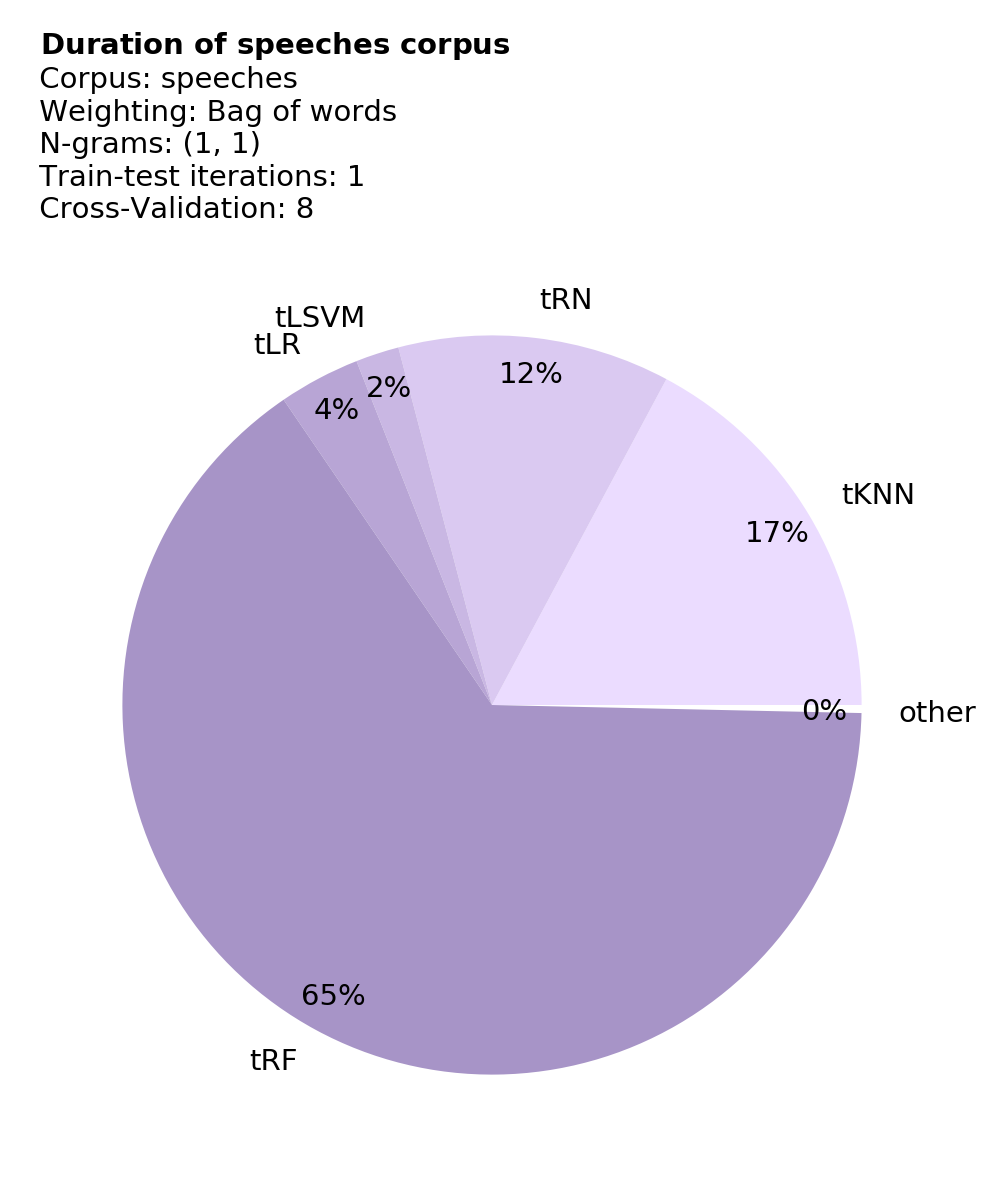 Duration of speeches corpus
Corpus: speeches
Weighting: Bag of words
N-grams: (1, 1)
Train-test iterations: 1
Cross-Validation: 8
tRN
tLSVM
tLR
12%
2%
4%
tKNN
17%
0%
other
65%
tRF